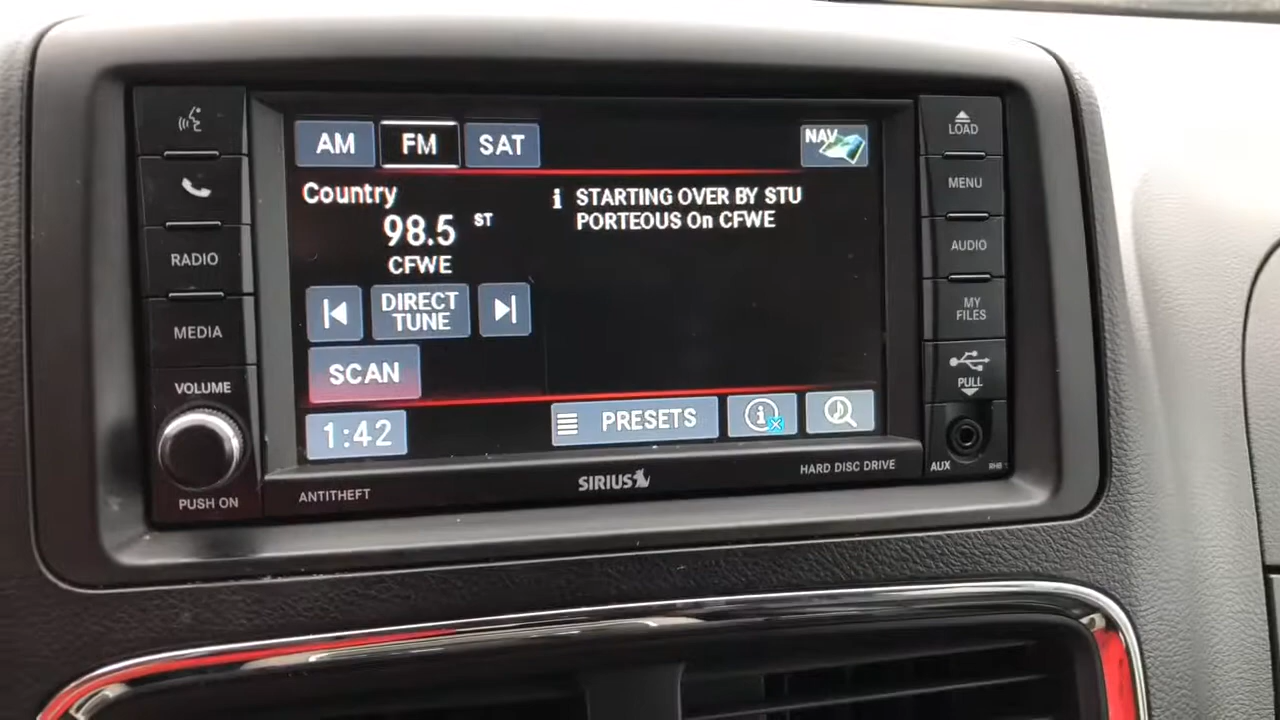 AM FM SAT NAV
Country
98.5 ST
CFWE
i STARTING OVER BY STU
PORTEOUS On CFWE
DIRECT
TUNE
SCAN
1:42
PRESETS
i
RADIO
MEDIA
VOLUME
PUSH ON
LOAD
MENU
AUDIO
MY
FILES
PULL
AUX
ANTITHEFT
SIRIUS
HARD DISC DRIVE